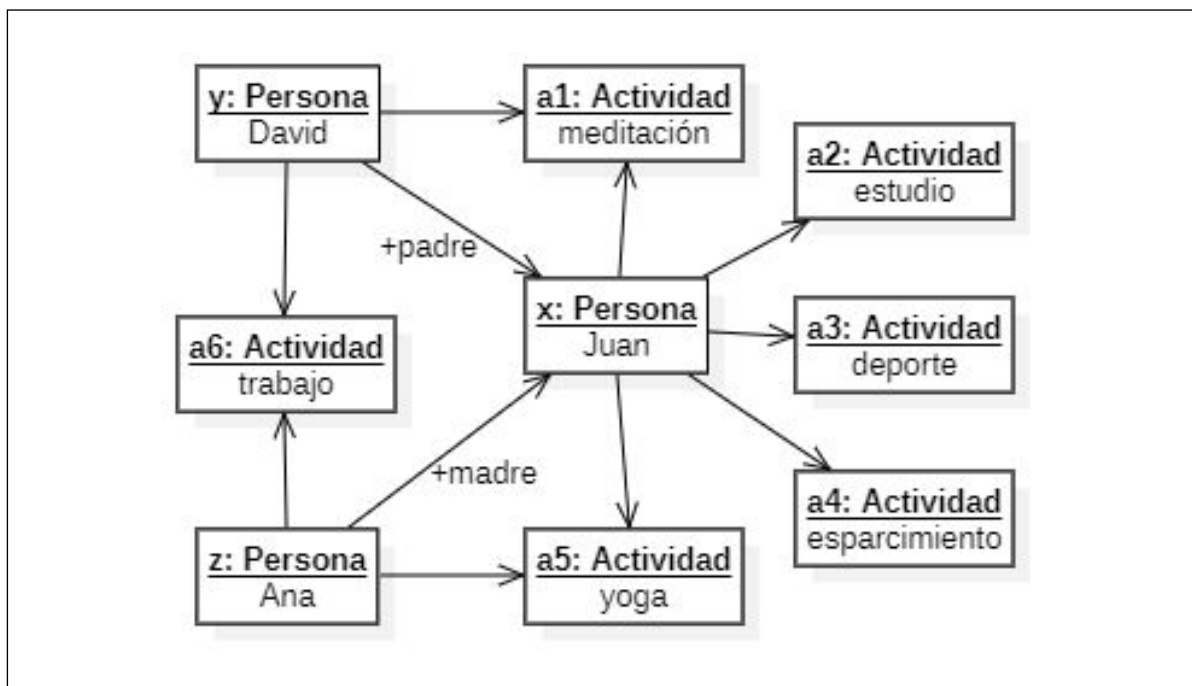 y: Persona
David
a1: Actividad
meditación
a2: Actividad
estudio
+padre
x: Persona
Juan
a3: Actividad
deporte
a6: Actividad
trabajo
+madre
a4: Actividad
esparcimiento
z: Persona
Ana
a5: Actividad
yoga